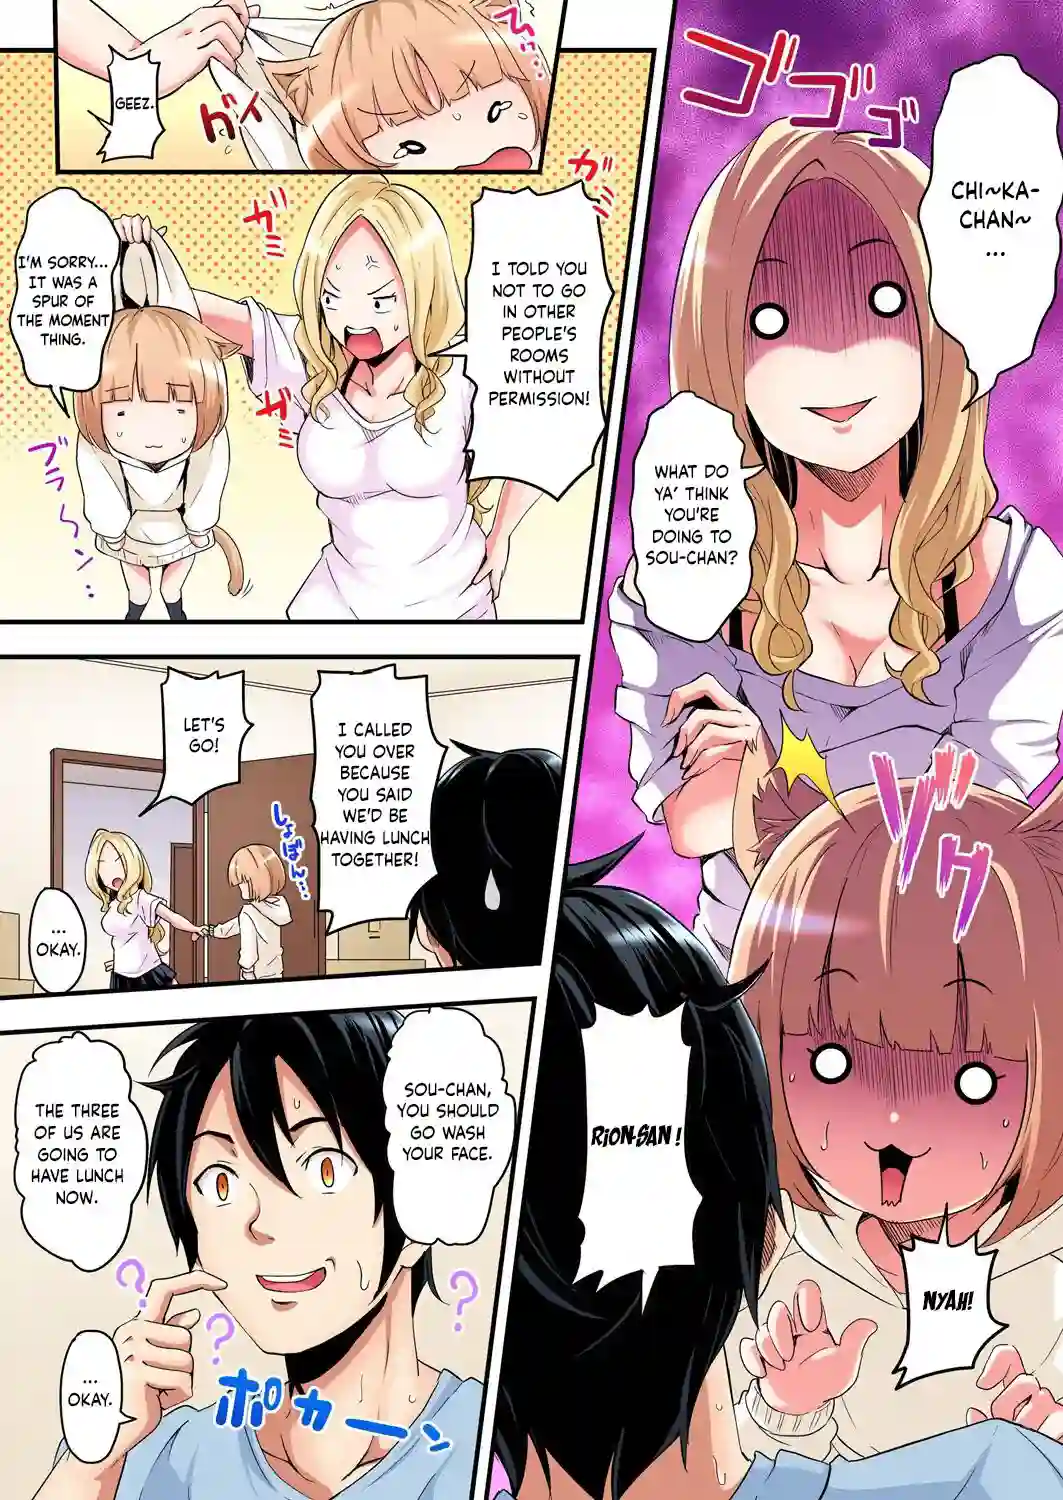 ゴゴゴ
CHI~KA-
CHAN~
...
WHAT DO
YA' THINK
YOU'RE
DOING TO
SOU-CHAN?
ゾクッ
NYAH!
RION-SAN!
GEEZ.
グイ
ガミ
ガミ
ガミ
I TOLD YOU
NOT TO GO
IN OTHER
PEOPLE'S
ROOMS
WITHOUT
PERMISSION!
I'M SORRY...
IT WAS A
SPUR OF
THE MOMENT
THING.
ブラ〜ン
I CALLED
YOU OVER
BECAUSE
YOU SAID
WE'D BE
HAVING LUNCH
TOGETHER!
LET'S
GO!
しょぼん
...
OKAY.
SOU-CHAN,
YOU SHOULD
GO WASH
YOUR FACE.
THE THREE
OF US ARE
GOING TO
HAVE LUNCH
NOW.
? ? ?
...
OKAY.
ポカーン